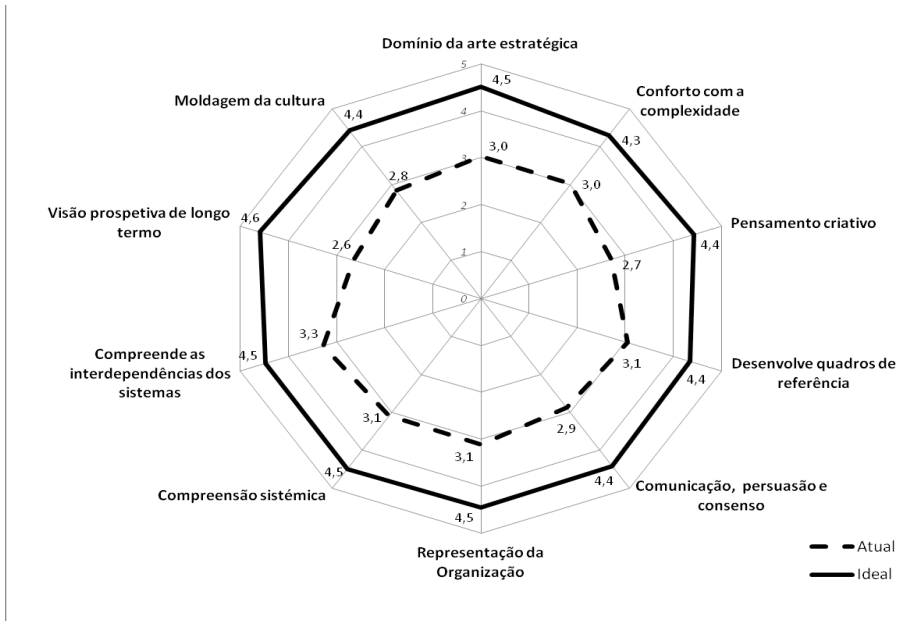 Domínio da arte estratégica
5
4,5
Conforto com a
complexidade
Moldagem da cultura
4,4
4
4,3
3
3,0
2,8
3,0
Visão prospetiva de longo
termo
4,6
2
2,6
Pensamento criativo
4,4
2,7
1
0
Compreende as
interdependências dos
sistemas
4,5
3,3
3,1
Desenvolve quadros de
referência
4,4
3,1
2,9
3,1
Compreensão sistémica
4,5
4,4
Comunicação, persuasão e
consenso
4,5
Representação da
Organização
Atual
Ideal